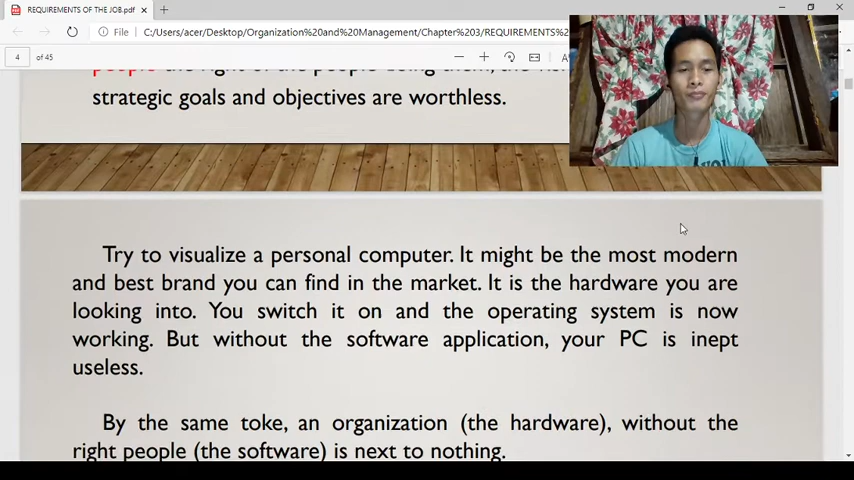 REQUIREMENTS OF THE JOB.pdf
File C:/Users/acer/Desktop/Organization%20and%20Management/Chapter%203/REQUIREMENTS%2
4 of 45
people the right
strategic goals and objectives are worthless.
Try to visualize a personal computer. It might be the most modern
and best brand you can find in the market. It is the hardware you are
looking into. You switch it on and the operating system is now
working. But without the software application, your PC is inept
useless.
By the same toke, an organization (the hardware), without the
right people (the software) is next to nothing.